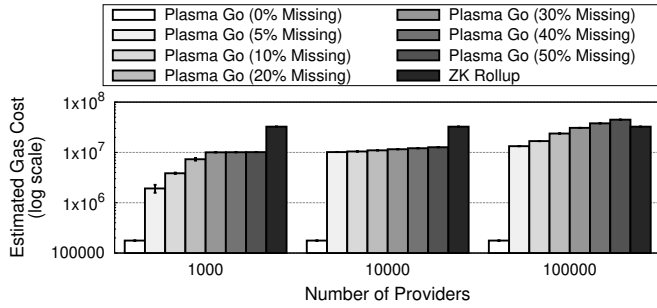 Plasma Go (0% Missing)
Plasma Go (5% Missing)
Plasma Go (10% Missing)
Plasma Go (20% Missing)
Plasma Go (30% Missing)
Plasma Go (40% Missing)
Plasma Go (50% Missing)
ZK Rollup
Estimated Gas Cost
(log scale)
1x10^8
1x10^7
1x10^6
100000
1000
10000
100000
Number of Providers